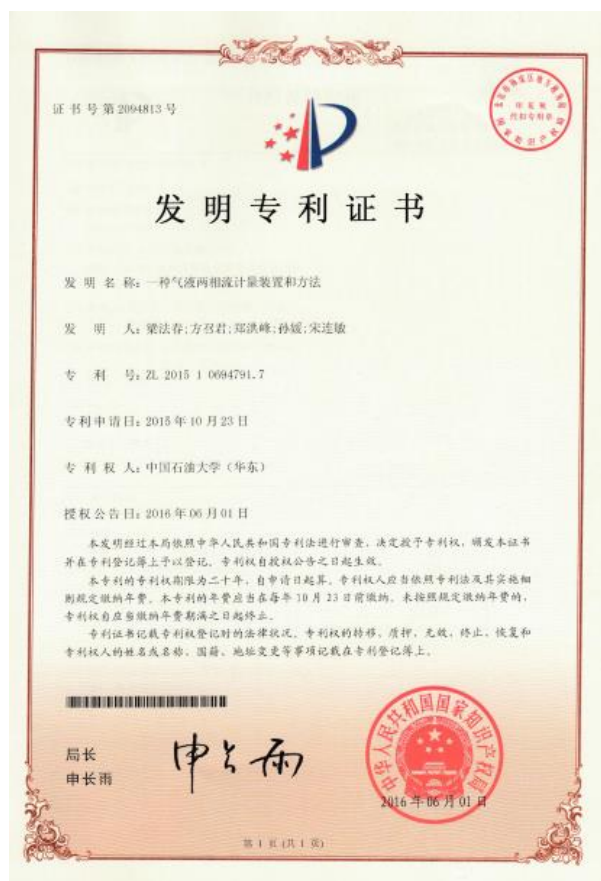 证书号第2094813号
发明专利证书
发明名称：一种气液两相流计量装置和方法
发明人：梁法春;方召君;郑洪峰;孙媛;宋连敏
专利号：ZL 2015 1 0694791.7
专利申请日：2015年10月23日
专利权人：中国石油大学（华东）
授权公告日：2016年06月01日
本发明经过本局依照中华人民共和国专利法进行审查，决定授予专利权，颁发本证书
并在专利登记簿上予以登记。专利权自授权公告之日起生效。
本专利的专利权期限为二十年，自申请日起算。专利权人应当依照专利法及其实施细
则规定缴纳年费。本专利的年费应当在每年10月23日前缴纳。未按照规定缴纳年费的，
专利权自应当缴纳年费期满之日起终止。
专利证书记载专利权登记时的法律状况。专利权的转移、质押、无效、终止、恢复和
专利权人的姓名或名称、国籍、地址变更等事项记载在专利登记簿上。
局长
申长雨
申长雨
中华人民共和国国家知识产权局
2016年06月01日
第1页(共1页)